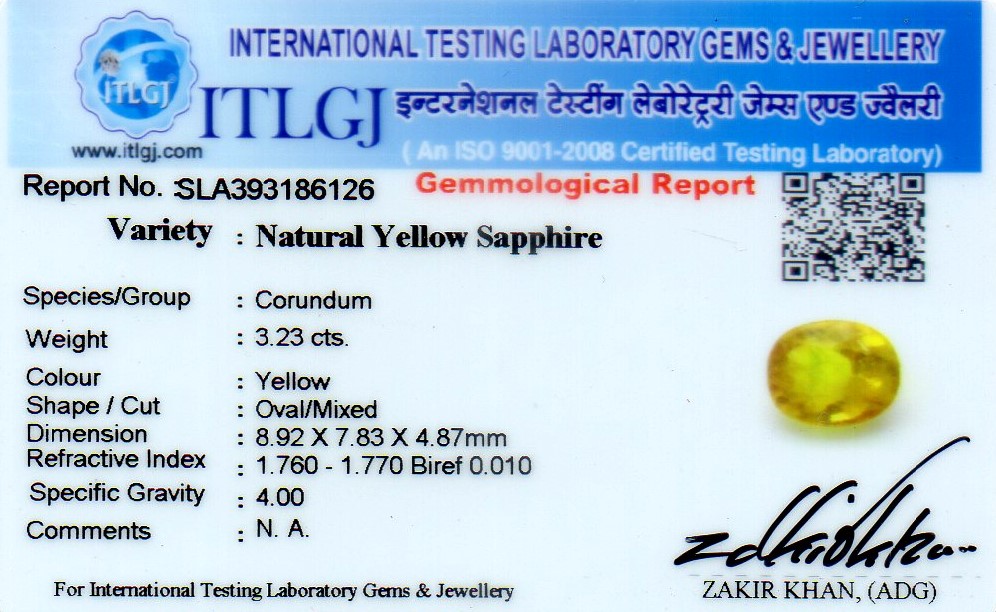 INTERNATIONAL TESTING LABORATORY GEMS & JEWELLERY
ITLGJ
ITLGJ इन्टरनेशनल टेस्टींग लेबोरेट्ररी जेम्स एण्ड ज्वैलरी
www.itlgj.com
( An ISO 9001-2008 Certified Testing Laboratory)
Report No. :SLA393186126
Gemmological Report
Variety : Natural Yellow Sapphire
Species/Group : Corundum
Weight : 3.23 cts.
Colour : Yellow
Shape / Cut : Oval/Mixed
Dimension : 8.92 X 7.83 X 4.87mm
Refractive Index : 1.760 - 1.770 Biref 0.010
Specific Gravity : 4.00
Comments : N. A.
For International Testing Laboratory Gems & Jewellery
ZAKIR KHAN, (ADG)